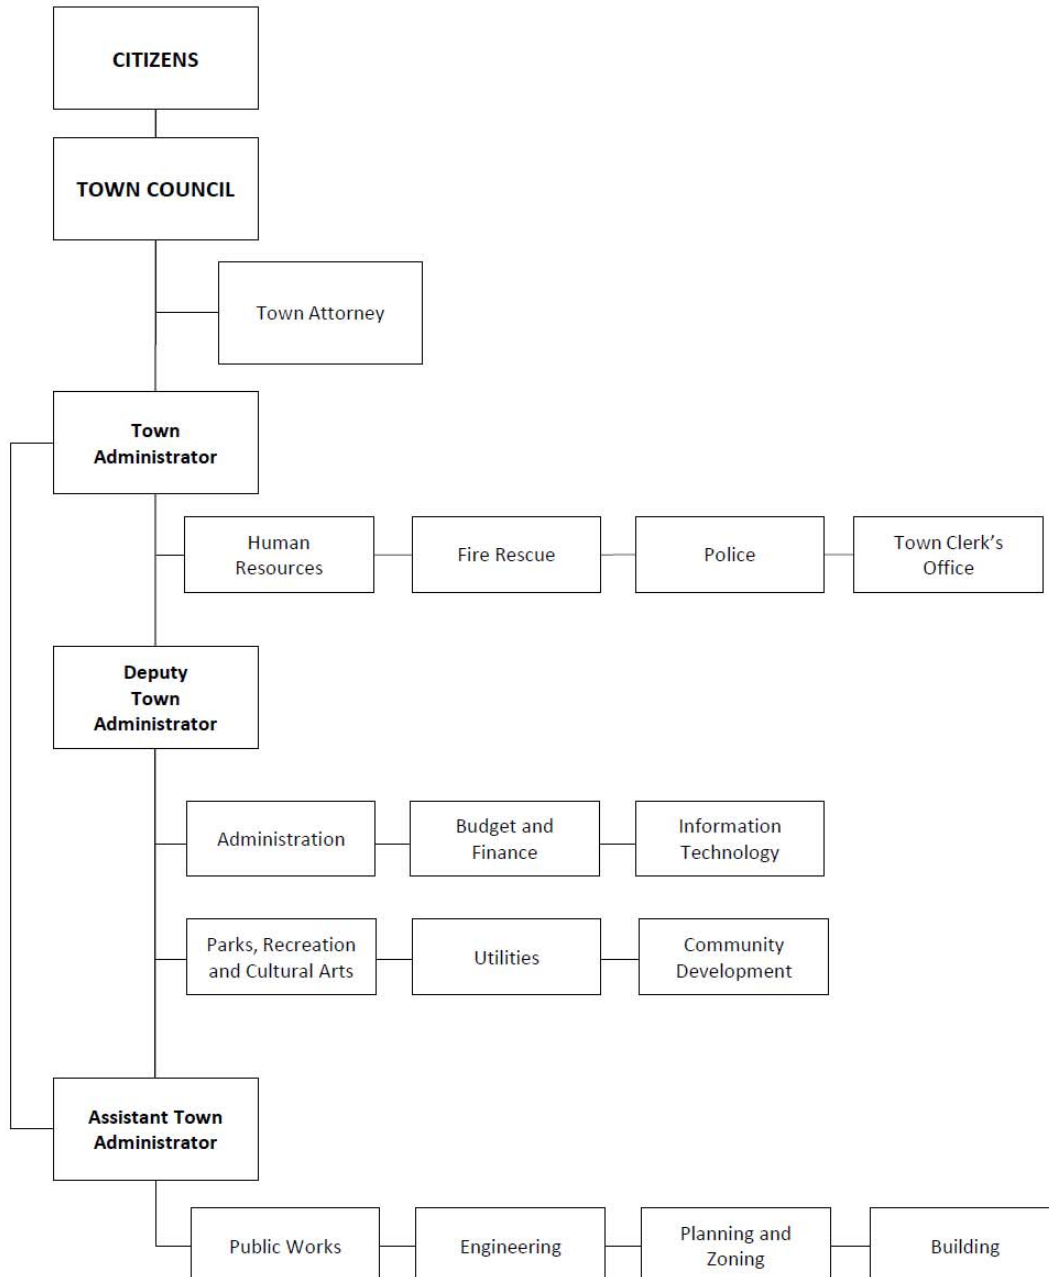 CITIZENS
TOWN COUNCIL
Town Attorney
Town
Administrator
Human
Resources
Fire Rescue
Police
Town Clerk’s
Office
Deputy
Town
Administrator
Administration
Budget and
Finance
Information
Technology
Parks, Recreation
and Cultural Arts
Utilities
Community
Development
Assistant Town
Administrator
Public Works
Engineering
Planning and
Zoning
Building